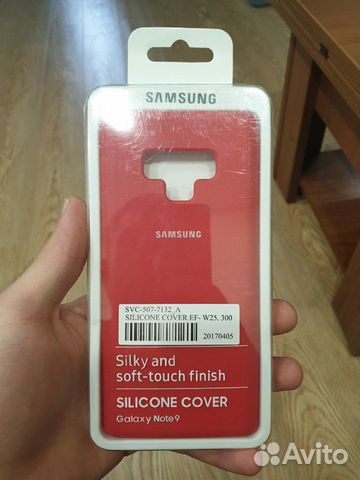 SAMSUNG
SAMSUNG
SVC-507-7132_A
SILICONE COVER EF- W25, 300
20170405
Silky and
soft-touch finish
SILICONE COVER
Galaxy Note9
Avito